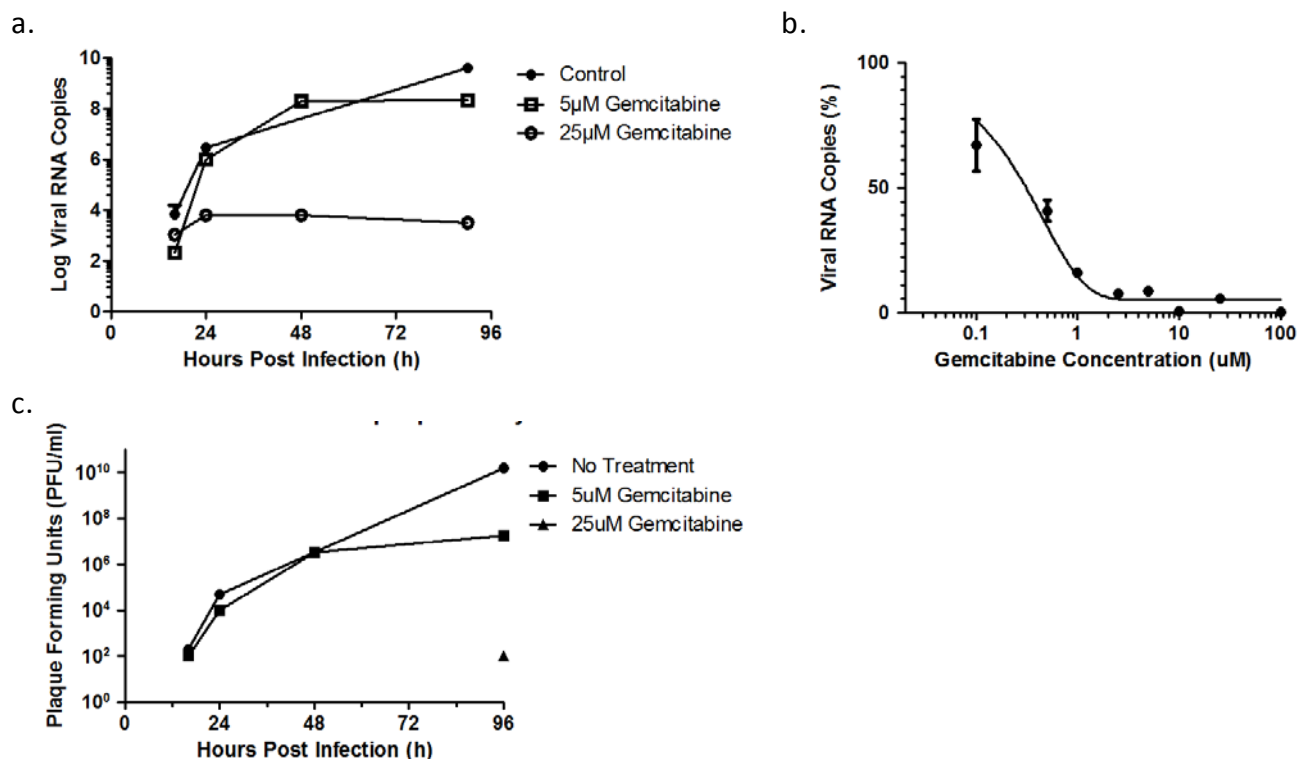 a.
Log Viral RNA Copies
10
8
6
4
2
0
0 24 48 72 96
Hours Post Infection (h)
Control
5µM Gemcitabine
25µM Gemcitabine
b.
Viral RNA Copies (%)
100
50
0
0.1 1 10 100
Gemcitabine Concentration (uM)
c.
Plaque Forming Units (PFU/ml)
10¹⁰
10⁸
10⁶
10⁴
10²
10⁰
0 24 48 72 96
Hours Post Infection (h)
No Treatment
5uM Gemcitabine
25uM Gemcitabine